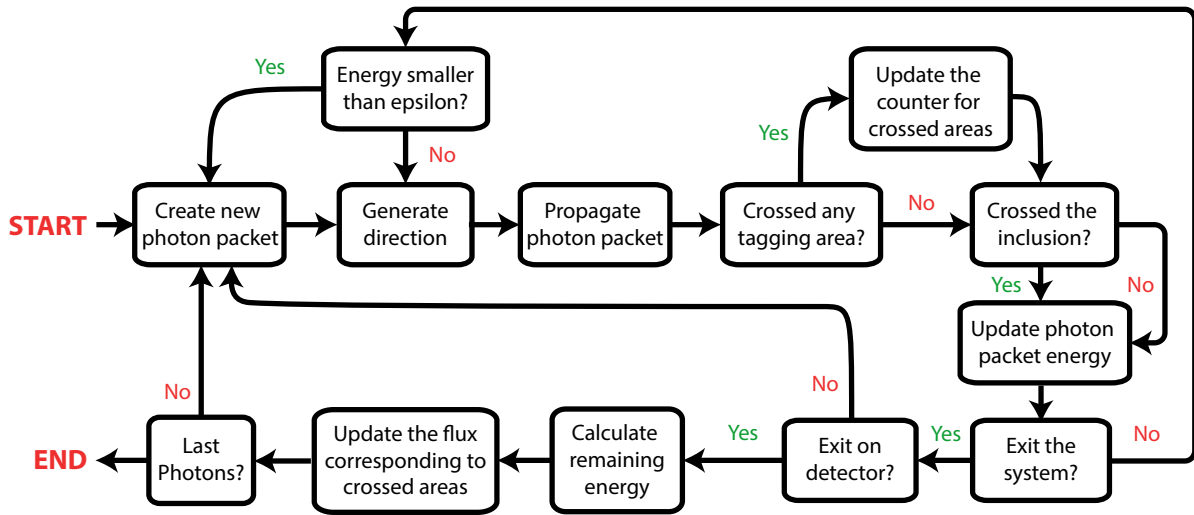 Yes
Energy smaller
than epsilon?
No
Update the
counter for
crossed areas
Yes
START
Create new
photon packet
Generate
direction
Propagate
photon packet
Crossed any
tagging area?
No
Crossed the
inclusion?
Yes
No
Update photon
packet energy
No
No
END
Last
Photons?
Update the flux
corresponding to
crossed areas
Calculate
remaining
energy
Yes
Exit on
detector?
Yes
Exit the
system?
No